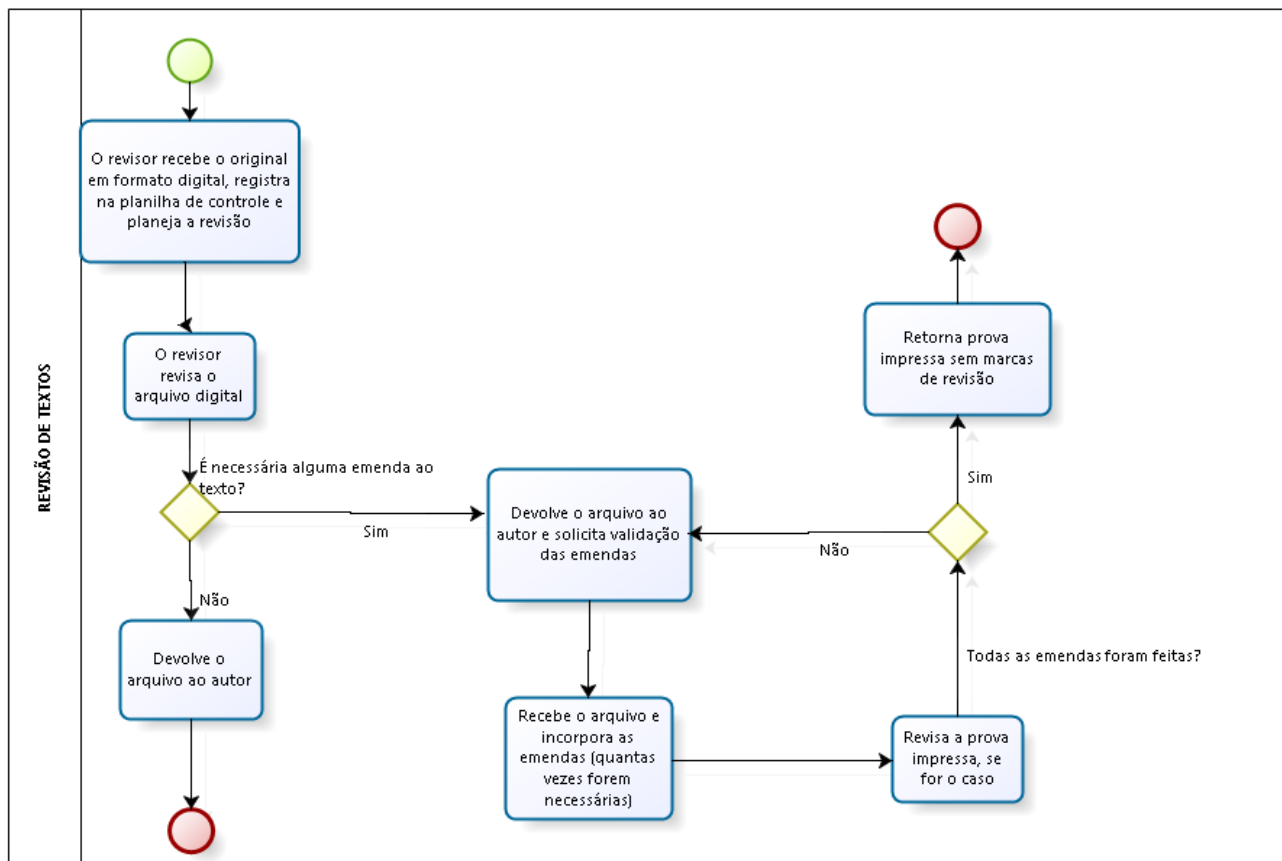 REVISÃO DE TEXTOS
O revisor recebe o original
em formato digital, registra
na planilha de controle e
planeja a revisão
O revisor
revisa o
arquivo digital
É necessária alguma emenda ao
texto?
Sim
Não
Devolve o
arquivo ao autor
Devolve o arquivo ao
autor e solicita validação
das emendas
Recebe o arquivo e
incorpora as
emendas (quantas
vezes forem
necessárias)
Revisa a prova
impressa, se
for o caso
Todas as emendas foram feitas?
Não
Sim
Retorna prova
impressa sem marcas
de revisão